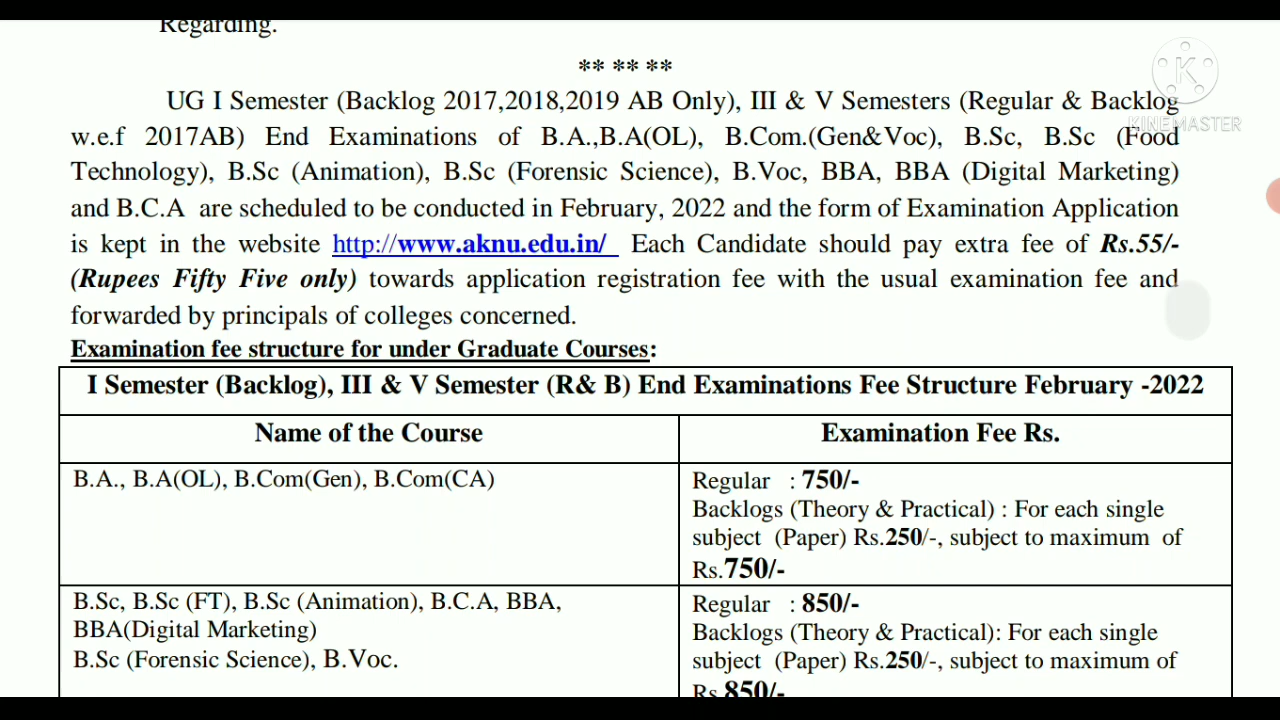 Regarding.
** ** **
UG I Semester (Backlog 2017,2018,2019 AB Only), III & V Semesters (Regular & Backlog
w.e.f 2017AB) End Examinations of B.A.,B.A(OL), B.Com.(Gen&Voc), B.Sc, B.Sc (Food
Technology), B.Sc (Animation), B.Sc (Forensic Science), B.Voc, BBA, BBA (Digital Marketing)
and B.C.A are scheduled to be conducted in February, 2022 and the form of Examination Application
is kept in the website http://www.aknu.edu.in/ Each Candidate should pay extra fee of Rs.55/-
(Rupees Fifty Five only) towards application registration fee with the usual examination fee and
forwarded by principals of colleges concerned.
Examination fee structure for under Graduate Courses:
I Semester (Backlog), III & V Semester (R& B) End Examinations Fee Structure February -2022
Name of the Course
Examination Fee Rs.
B.A., B.A(OL), B.Com(Gen), B.Com(CA)
Regular : 750/-
Backlogs (Theory & Practical) : For each single
subject (Paper) Rs.250/-, subject to maximum of
Rs.750/-
B.Sc, B.Sc (FT), B.Sc (Animation), B.C.A, BBA,
BBA(Digital Marketing)
B.Sc (Forensic Science), B.Voc.
Regular : 850/-
Backlogs (Theory & Practical): For each single
subject (Paper) Rs.250/-, subject to maximum of
Rs.850/-
K
KINEMASTER